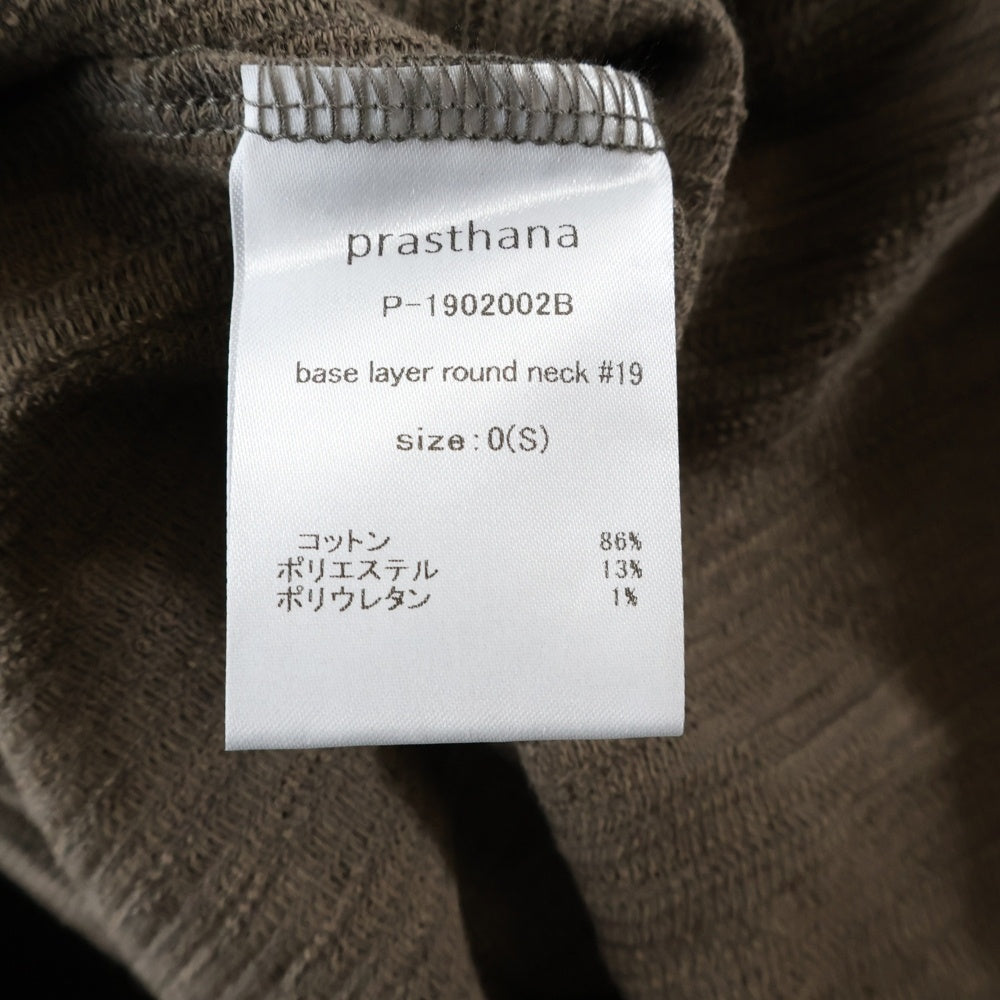 prasthana
P-1902002B
base layer round neck #19
size:0(S)
コットン 86%
ポリエステル 13%
ポリウレタン 1%